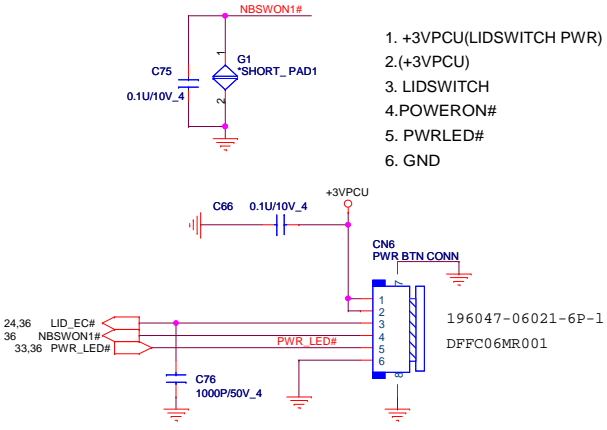 NBSWON1#
1
G1
*SHORT_ PAD1
C75
0.1U/10V_4
2
1. +3VPCU(LIDSWITCH PWR)
2.(+3VPCU)
3. LIDSWITCH
4.POWERON#
5. PWRLED#
6. GND
+3VPCU
C66 0.1U/10V_4
CN6
PWR BTN CONN
7
1
2
3
4
5
6
8
196047-06021-6P-l
DFFC06MR001
24,36 LID_EC#
36 NBSWON1#
33,36 PWR_LED#
PWR_LED#
C76
1000P/50V_4